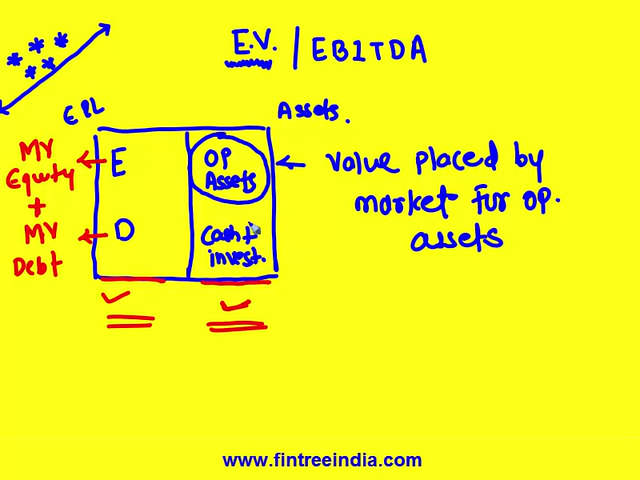 E.V. / EBITDA
E&L
Assets.
MV
Equity
+
MV
Debt
E
D
OP
Assets
Cash +
invest.
Value placed by
market for op.
assets
www.fintreeindia.com